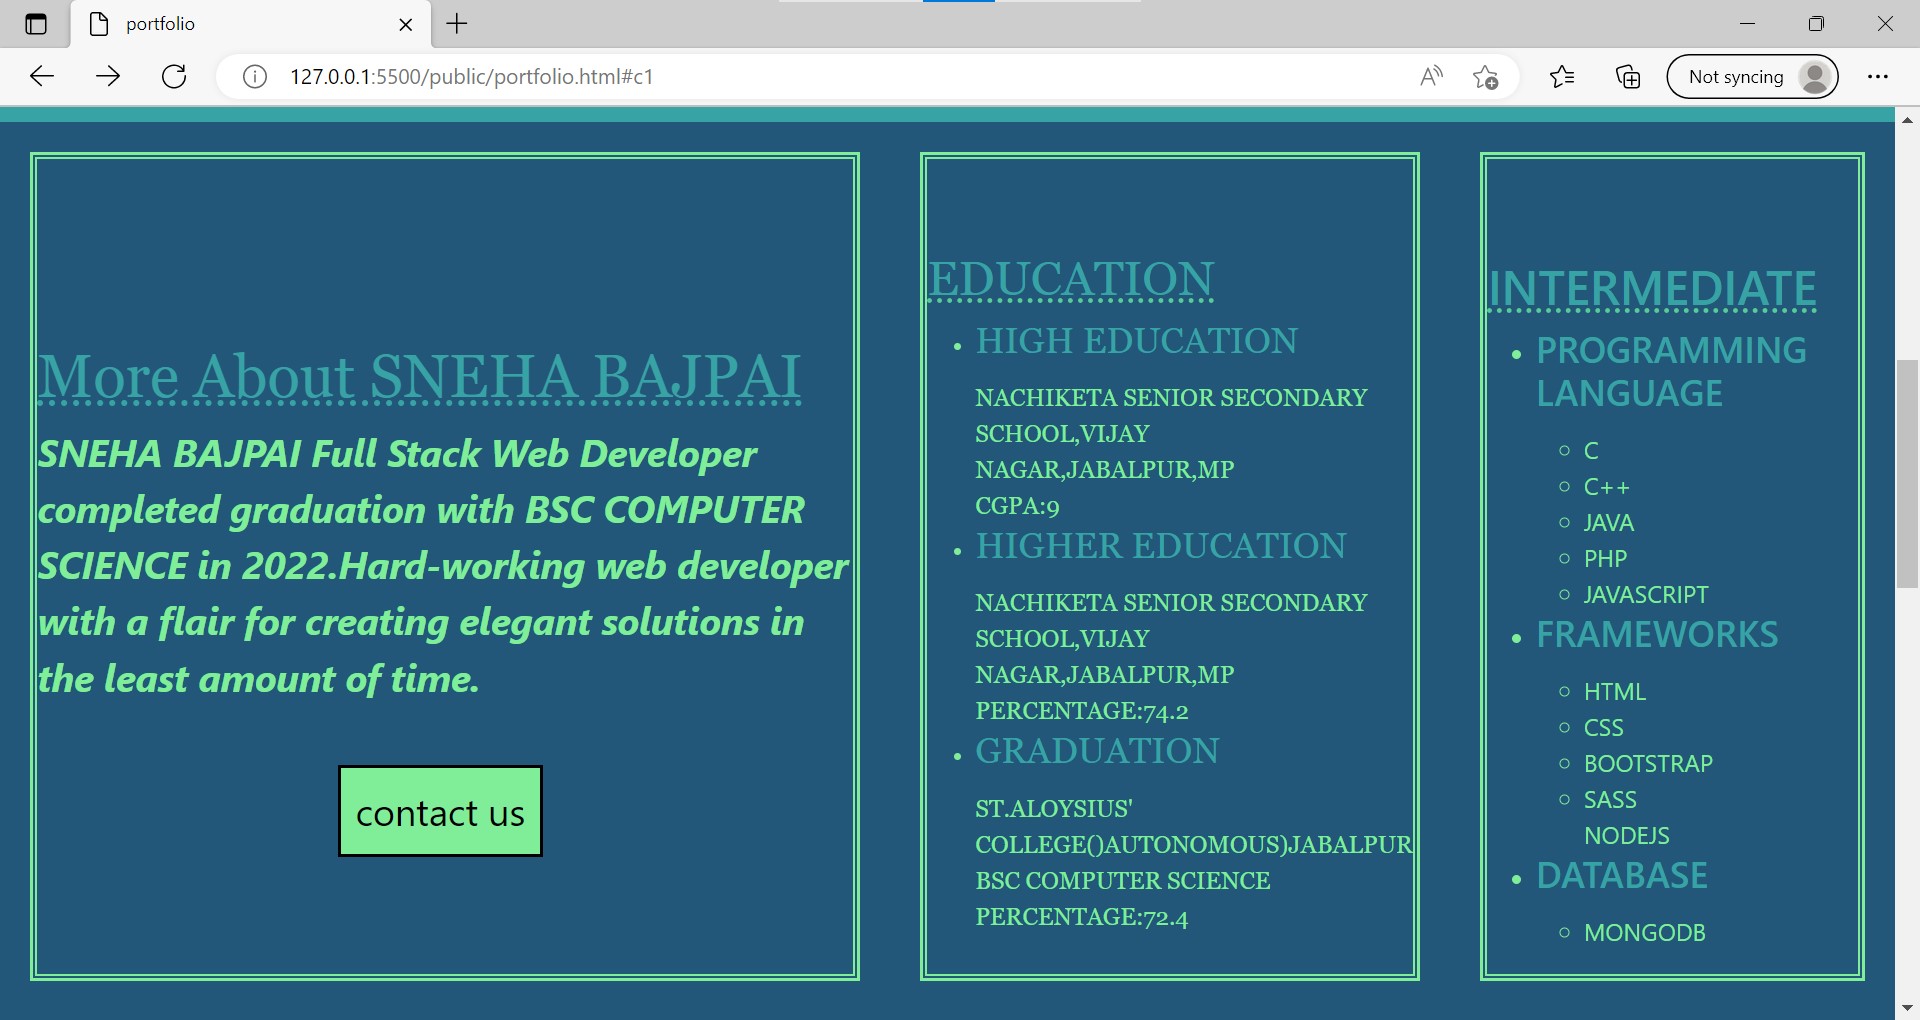 portfolio
127.0.0.1:5500/public/portfolio.html#c1
Not syncing
More About SNEHA BAJPAI
SNEHA BAJPAI Full Stack Web Developer
completed graduation with BSC COMPUTER
SCIENCE in 2022.Hard-working web developer
with a flair for creating elegant solutions in
the least amount of time.
contact us
EDUCATION
HIGH EDUCATION
NACHIKETA SENIOR SECONDARY
SCHOOL,VIJAY
NAGAR,JABALPUR,MP
CGPA:9
HIGHER EDUCATION
NACHIKETA SENIOR SECONDARY
SCHOOL,VIJAY
NAGAR,JABALPUR,MP
PERCENTAGE:74.2
GRADUATION
ST.ALOYSIUS'
COLLEGE()AUTONOMOUS)JABALPUR
BSC COMPUTER SCIENCE
PERCENTAGE:72.4
INTERMEDIATE
PROGRAMMING
LANGUAGE
C
C++
JAVA
PHP
JAVASCRIPT
FRAMEWORKS
HTML
CSS
BOOTSTRAP
SASS
NODEJS
DATABASE
MONGODB